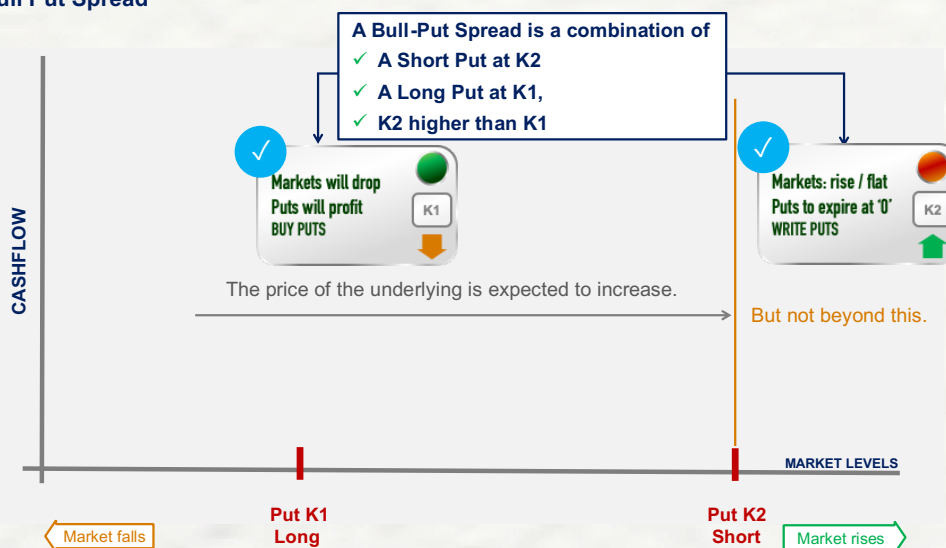 ull Put Spread
A Bull-Put Spread is a combination of
✓ A Short Put at K2
✓ A Long Put at K1,
✓ K2 higher than K1
Markets will drop
Puts will profit
BUY PUTS
K1
Markets: rise / flat
Puts to expire at '0'
WRITE PUTS
K2
CASHFLOW
The price of the underlying is expected to increase.
But not beyond this.
MARKET LEVELS
Put K1
Long
Put K2
Short
Market falls
Market rises